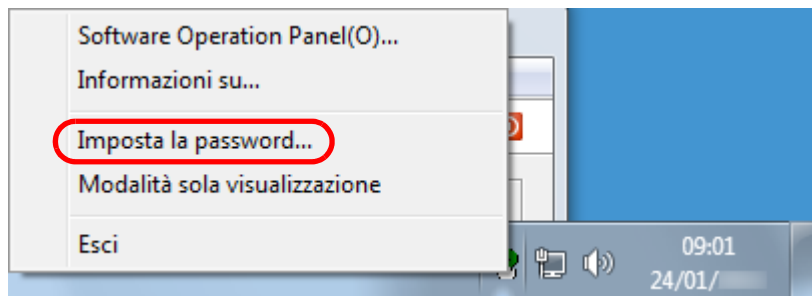 Software Operation Panel(O)...
Informazioni su...
Imposta la password...
Modalità sola visualizzazione
Esci
09:01
24/01/